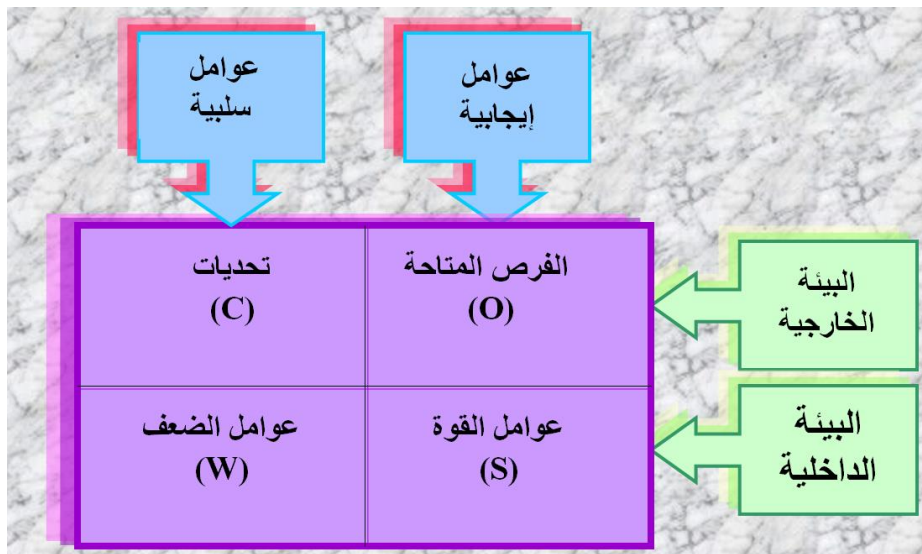 عوامل
إيجابية
عوامل
سلبية
البيئة
الخارجية
الفرص المتاحة
(O)
تحديات
(C)
البيئة
الداخلية
عوامل القوة
(S)
عوامل الضعف
(W)